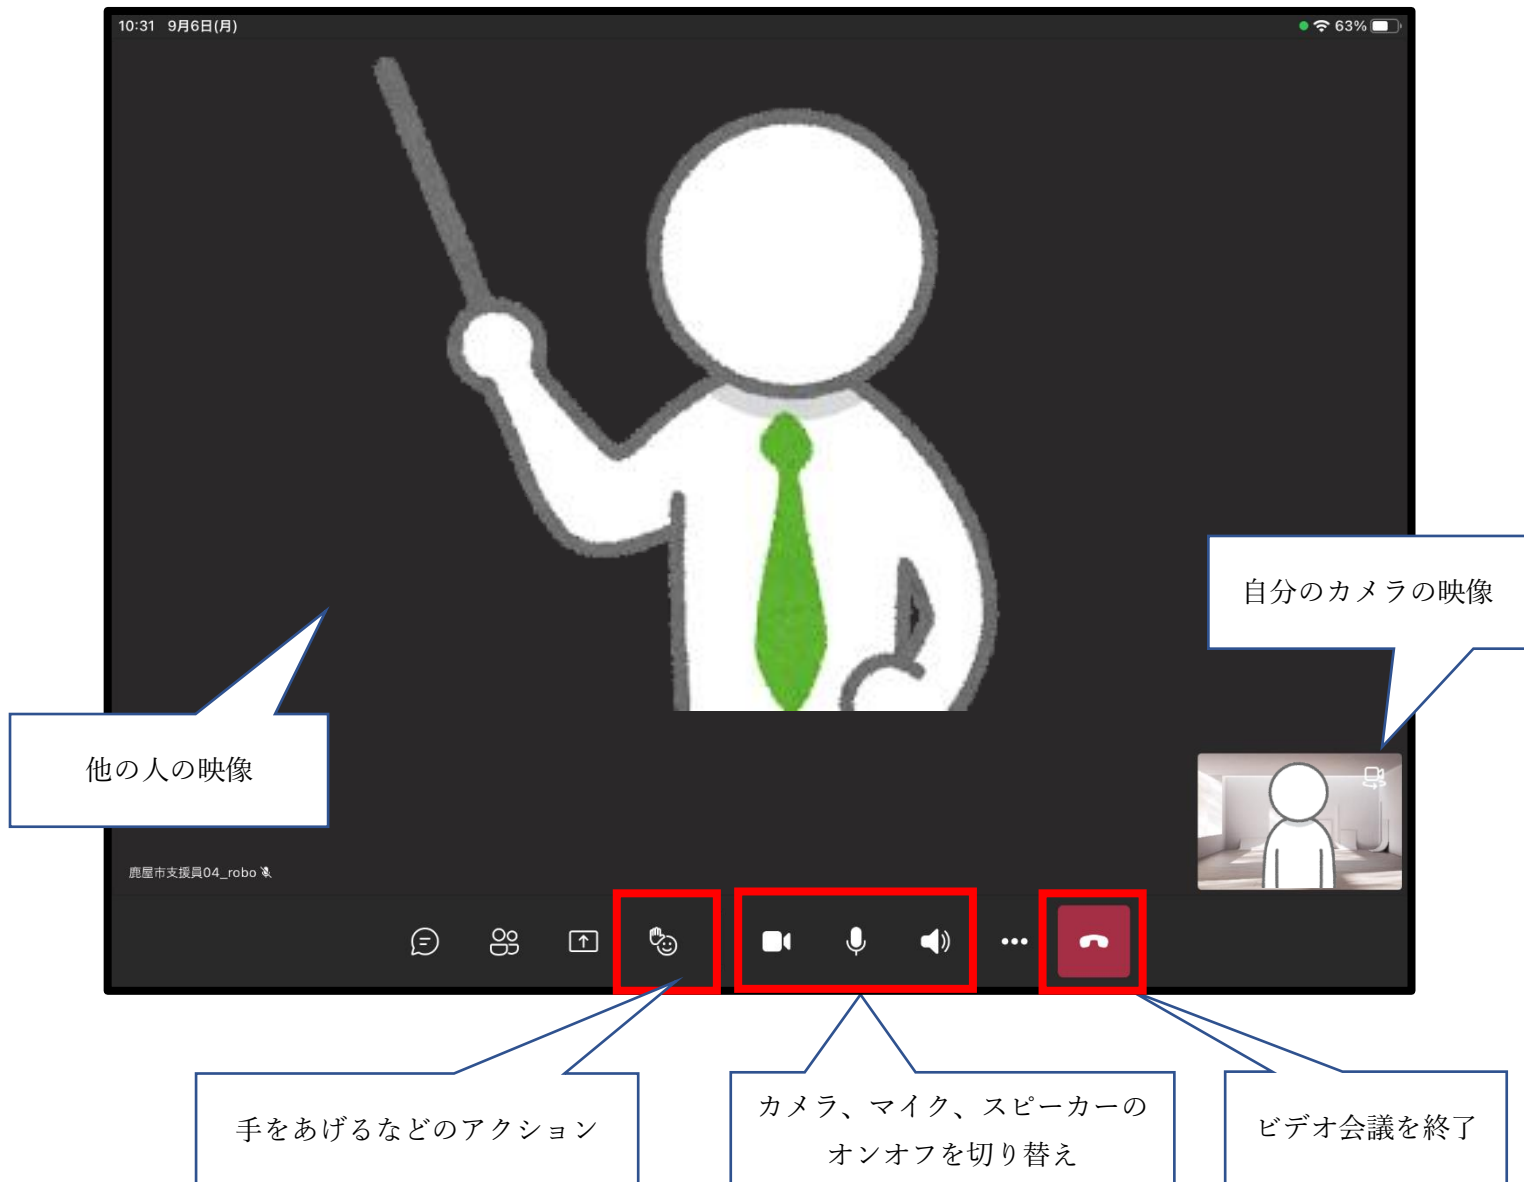 10:31 9月6日(月)
63%
自分のカメラの映像
他の人の映像
鹿屋市支援員04_robo
手をあげるなどのアクション
カメラ、マイク、スピーカーの
オンオフを切り替え
ビデオ会議を終了